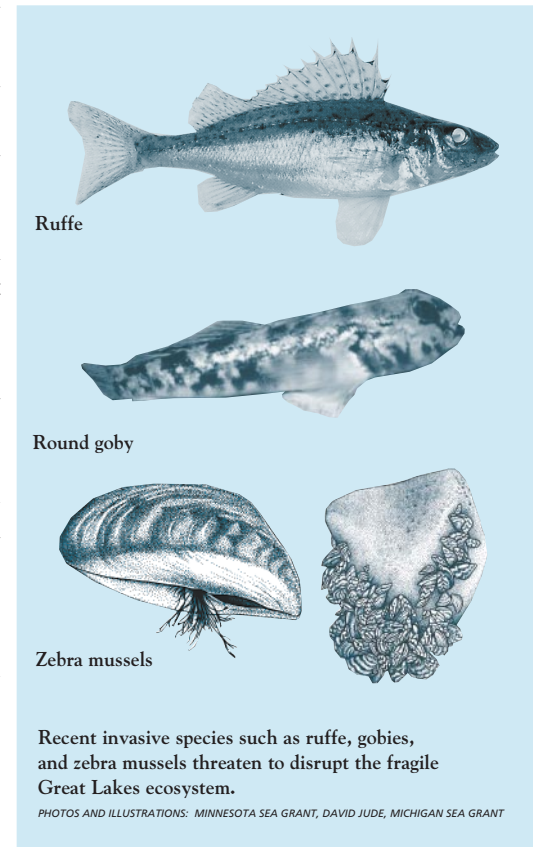 Ruffe
Round goby
Zebra mussels
Recent invasive species such as ruffe, gobies,
and zebra mussels threaten to disrupt the fragile
Great Lakes ecosystem.
PHOTOS AND ILLUSTRATIONS:  MINNESOTA SEA GRANT, DAVID JUDE, MICHIGAN SEA GRANT